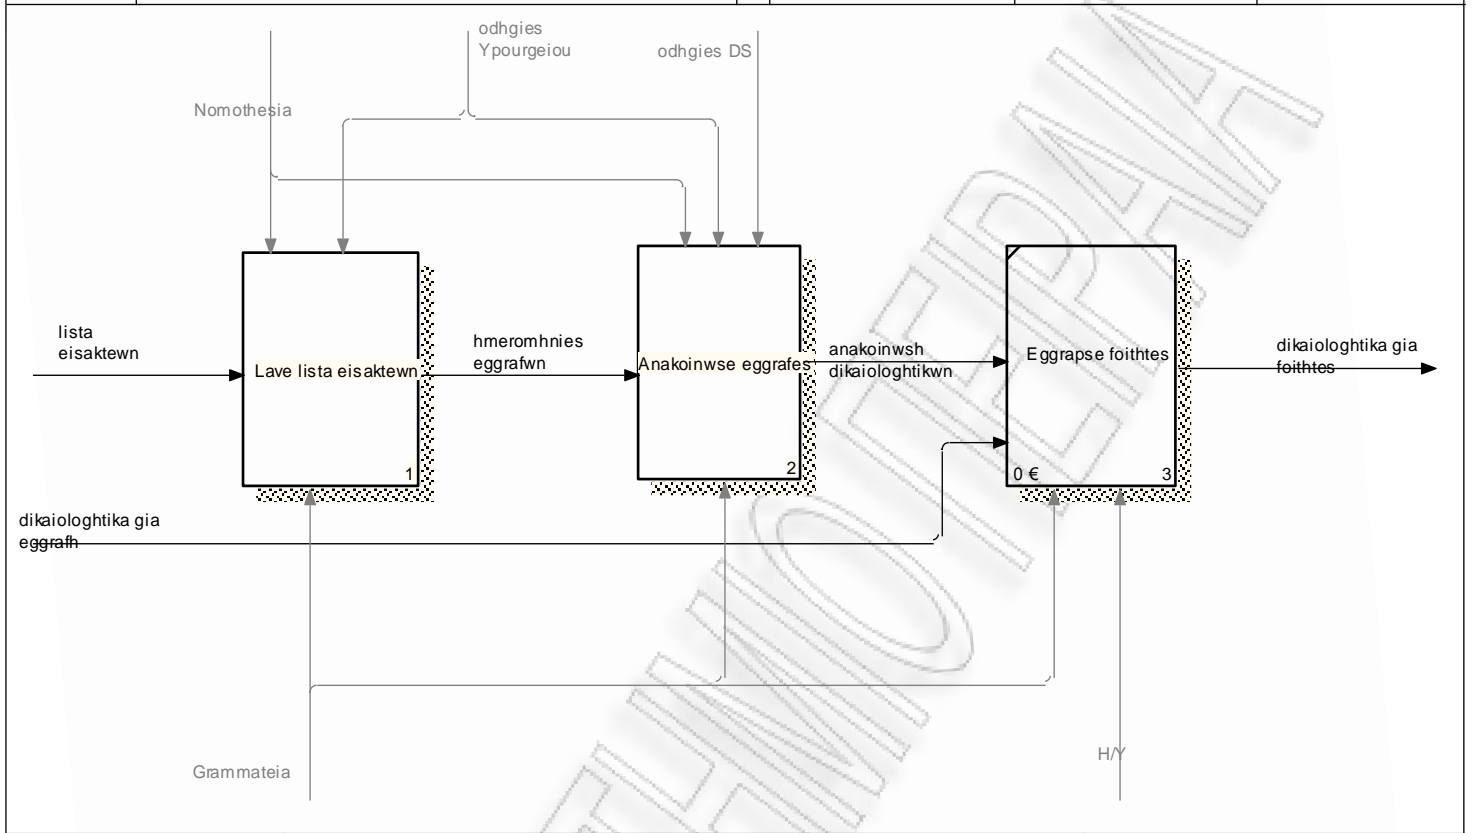 odhgies
Ypourgeiou
odhgies DS
Nomothesia
lista
eisaktewn
Lave lista eisaktewn
1
hmeromhnies
eggrafwn
Anakoinwse eggrafes
2
anakoinwsh
dikaiologhtikwn
Eggrapse foithtes
0 €
3
dikaiologhtika gia
foithtes
dikaiologhtika gia
eggrafh
Grammateia
H/Y